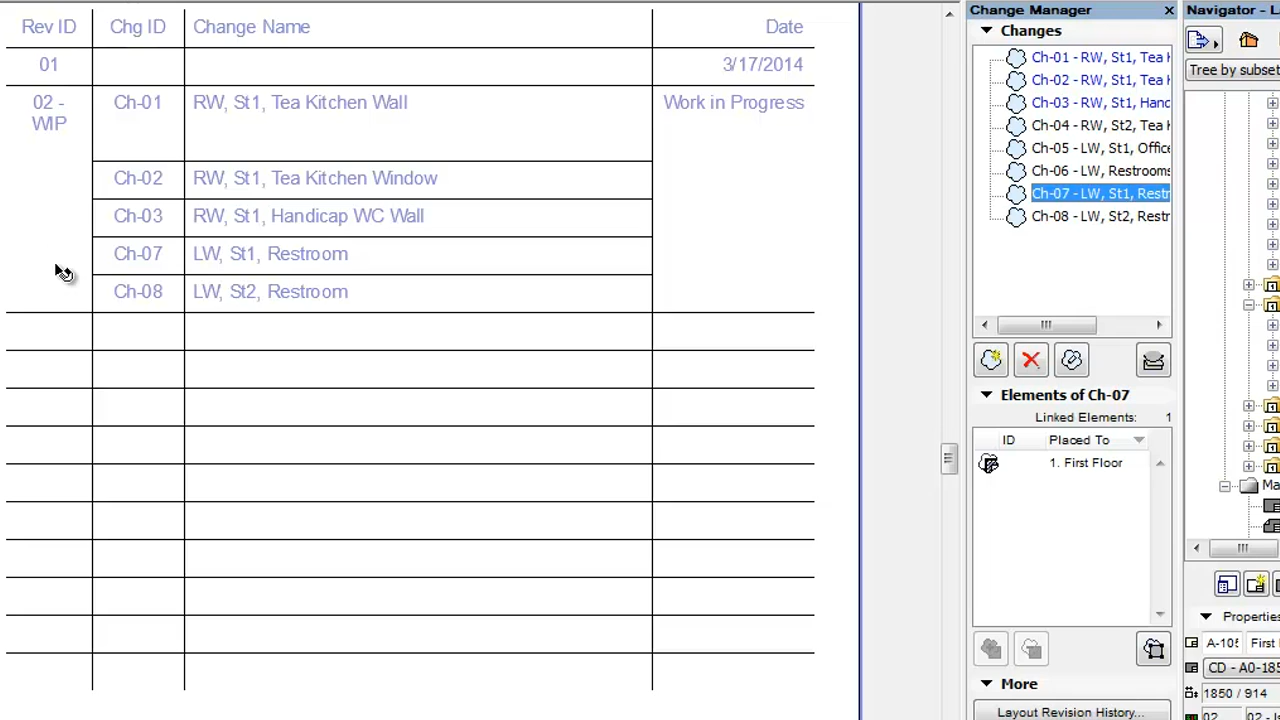 Rev ID Chg ID Change Name Date
01 3/17/2014
02 - WIP Ch-01 RW, St1, Tea Kitchen Wall Work in Progress
Ch-02 RW, St1, Tea Kitchen Window
Ch-03 RW, St1, Handicap WC Wall
Ch-07 LW, St1, Restroom
Ch-08 LW, St2, Restroom
Change Manager
Changes
Ch-01 - RW, St1, Tea
Ch-02 - RW, St1, Tea
Ch-03 - RW, St1, Hand
Ch-04 - RW, St2, Tea
Ch-05 - LW, St1, Office
Ch-06 - LW, Restrooms
Ch-07 - LW, St1, Restr
Ch-08 - LW, St2, Restr
Elements of Ch-07
Linked Elements: 1
ID Placed To
1. First Floor
More
Layout Revision History...
Navigator - L
Tree by subset
Ma
Properties
A-105 First
CD - A0-185
1850 / 914
02